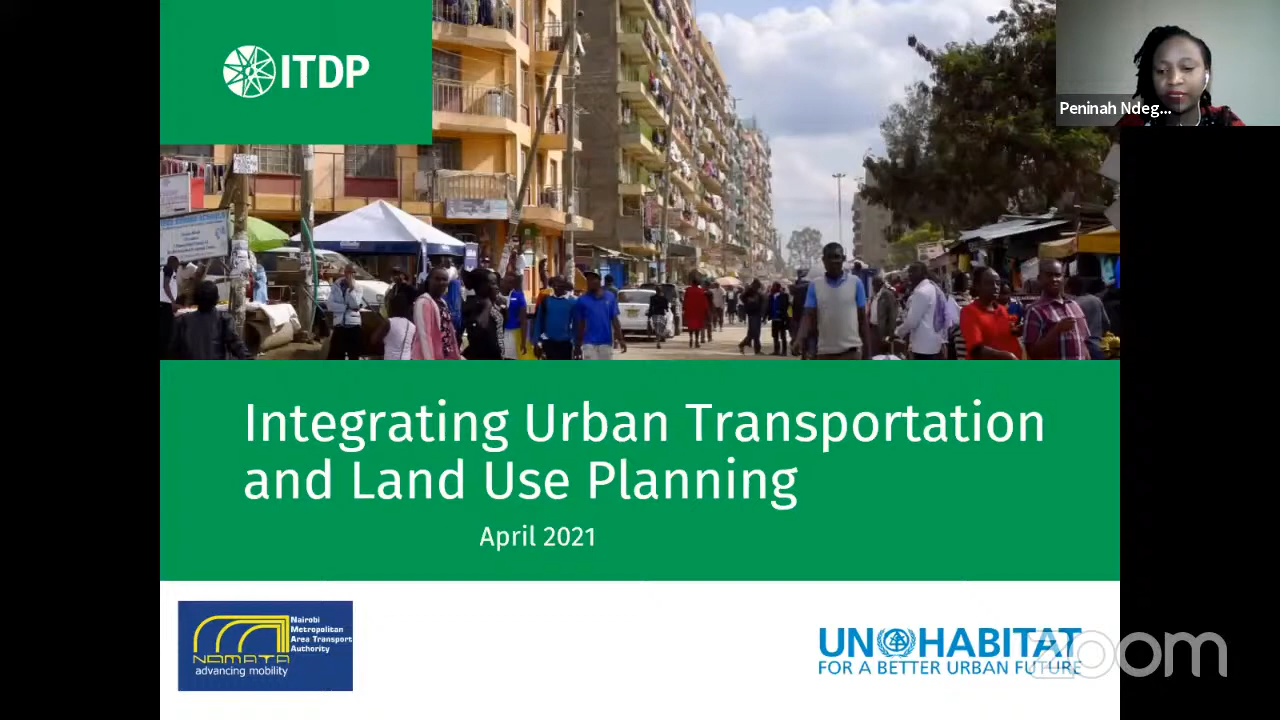 ITDP
Peninah Ndeg...
Integrating Urban Transportation
and Land Use Planning
April 2021
Nairobi
Metropolitan
Area Transport
Authority
NAMATA
advancing mobility
UN HABITAT
FOR A BETTER URBAN FUTURE
zoom